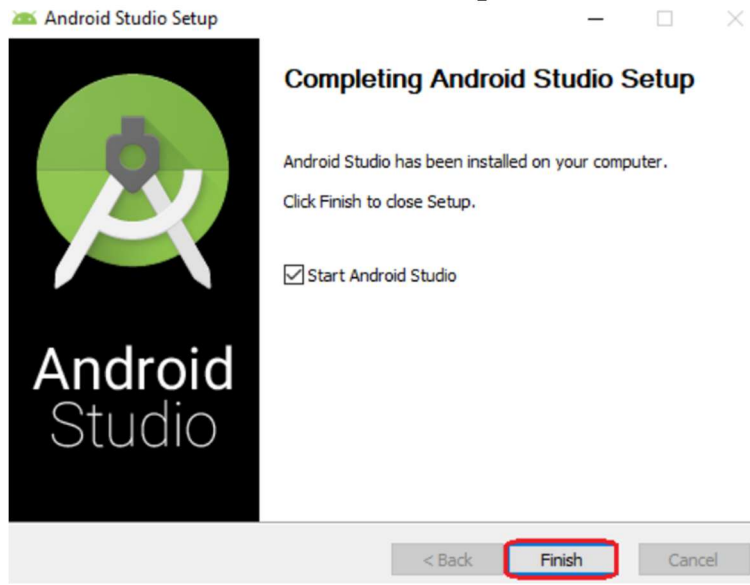 Android Studio Setup
Completing Android Studio Setup
Android Studio has been installed on your computer.
Click Finish to close Setup.
Start Android Studio
Android
Studio
< Back
Finish
Cancel